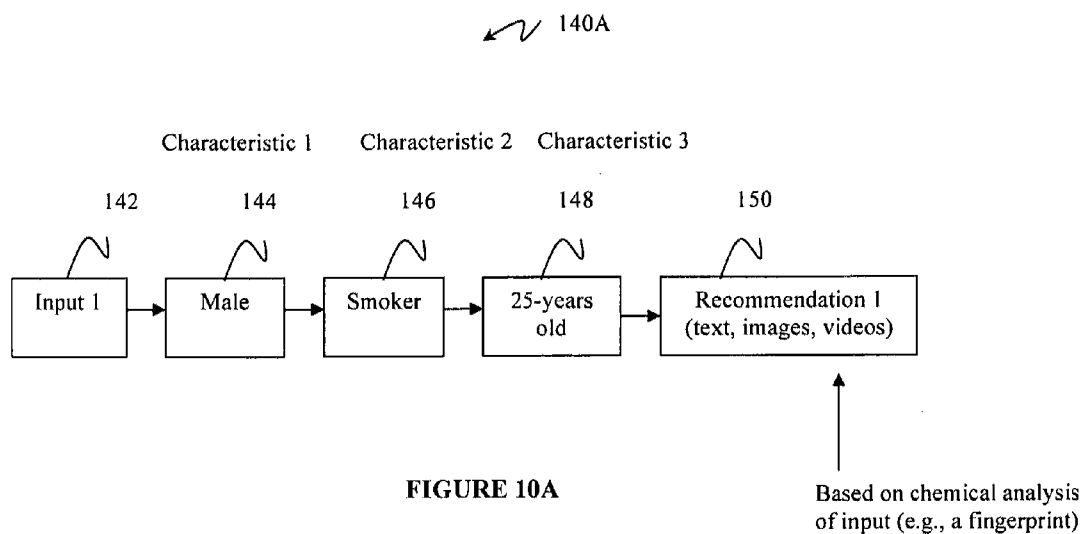 140A
Characteristic 1 Characteristic 2 Characteristic 3
142 144 146 148 150
Input 1
Male
Smoker
25-years
old
Recommendation 1
(text, images, videos)
FIGURE 10A
Based on chemical analysis
of input (e.g., a fingerprint)